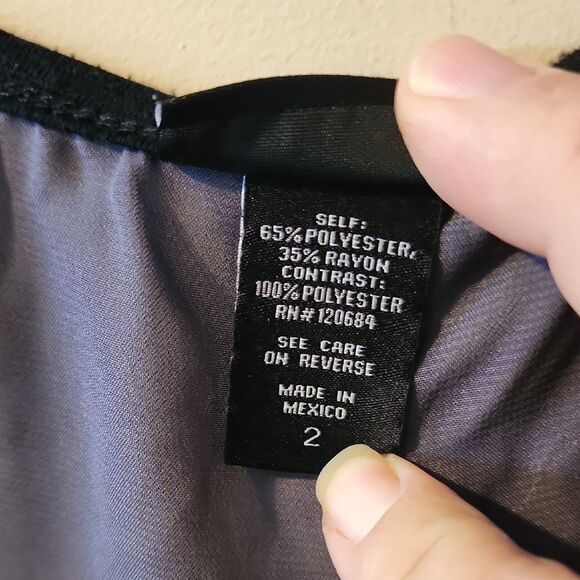 SELF:
65% POLYESTER,
35% RAYON
CONTRAST:
100% POLYESTER
RN# 120684
SEE CARE
ON REVERSE
MADE IN
MEXICO
2